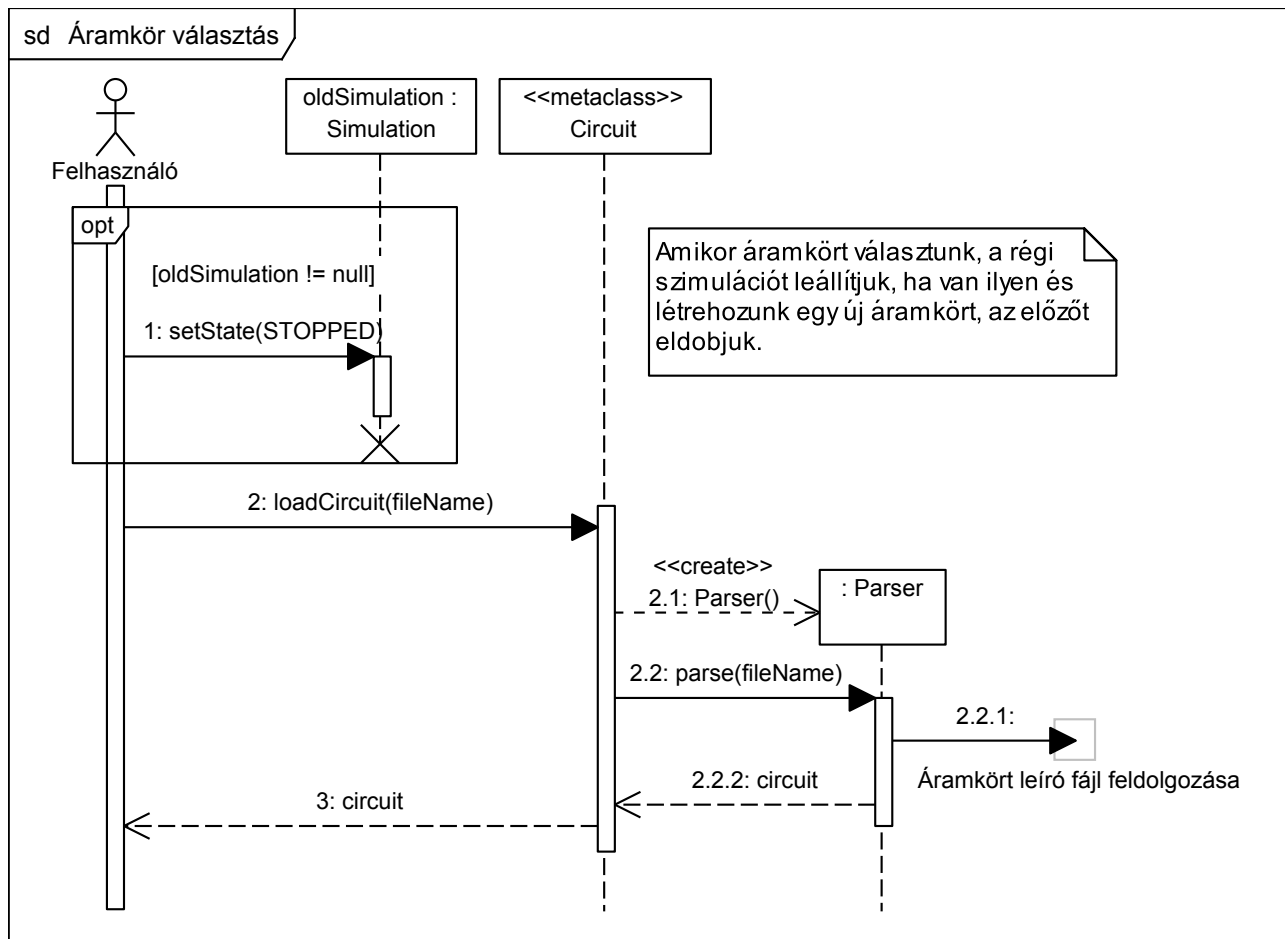 sd Áramkör választás
oldSimulation :
Simulation
<<metaclass>>
Circuit
Felhasználó
opt
[oldSimulation != null]
1: setState(STOPPED)
Amikor áramkört választunk, a régi
szimulációt leállítjuk, ha van ilyen és
létrehozunk egy új áramkört, az előzőt
eldobjuk.
2: loadCircuit(fileName)
<<create>>
2.1: Parser()
: Parser
2.2: parse(fileName)
2.2.1:
Áramkört leíró fájl feldolgozása
2.2.2: circuit
3: circuit